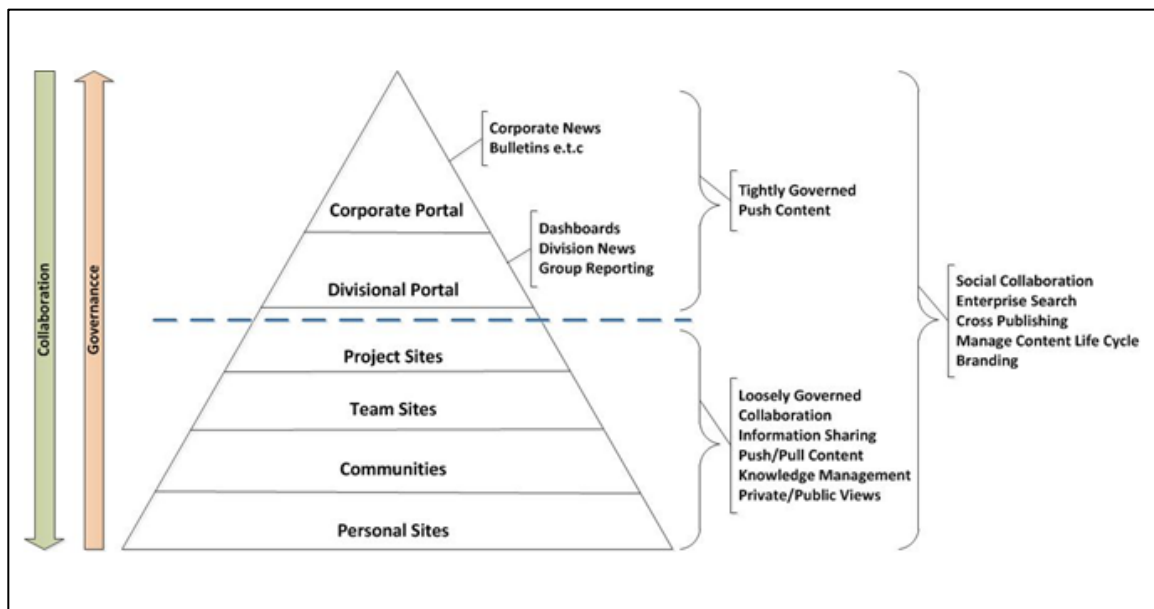 Collaboration
Governancce
Corporate Portal
Divisional Portal
Project Sites
Team Sites
Communities
Personal Sites
Corporate News
Bulletins e.t.c
Dashboards
Division News
Group Reporting
Tightly Governed
Push Content
Loosely Governed
Collaboration
Information Sharing
Push/Pull Content
Knowledge Management
Private/Public Views
Social Collaboration
Enterprise Search
Cross Publishing
Manage Content Life Cycle
Branding